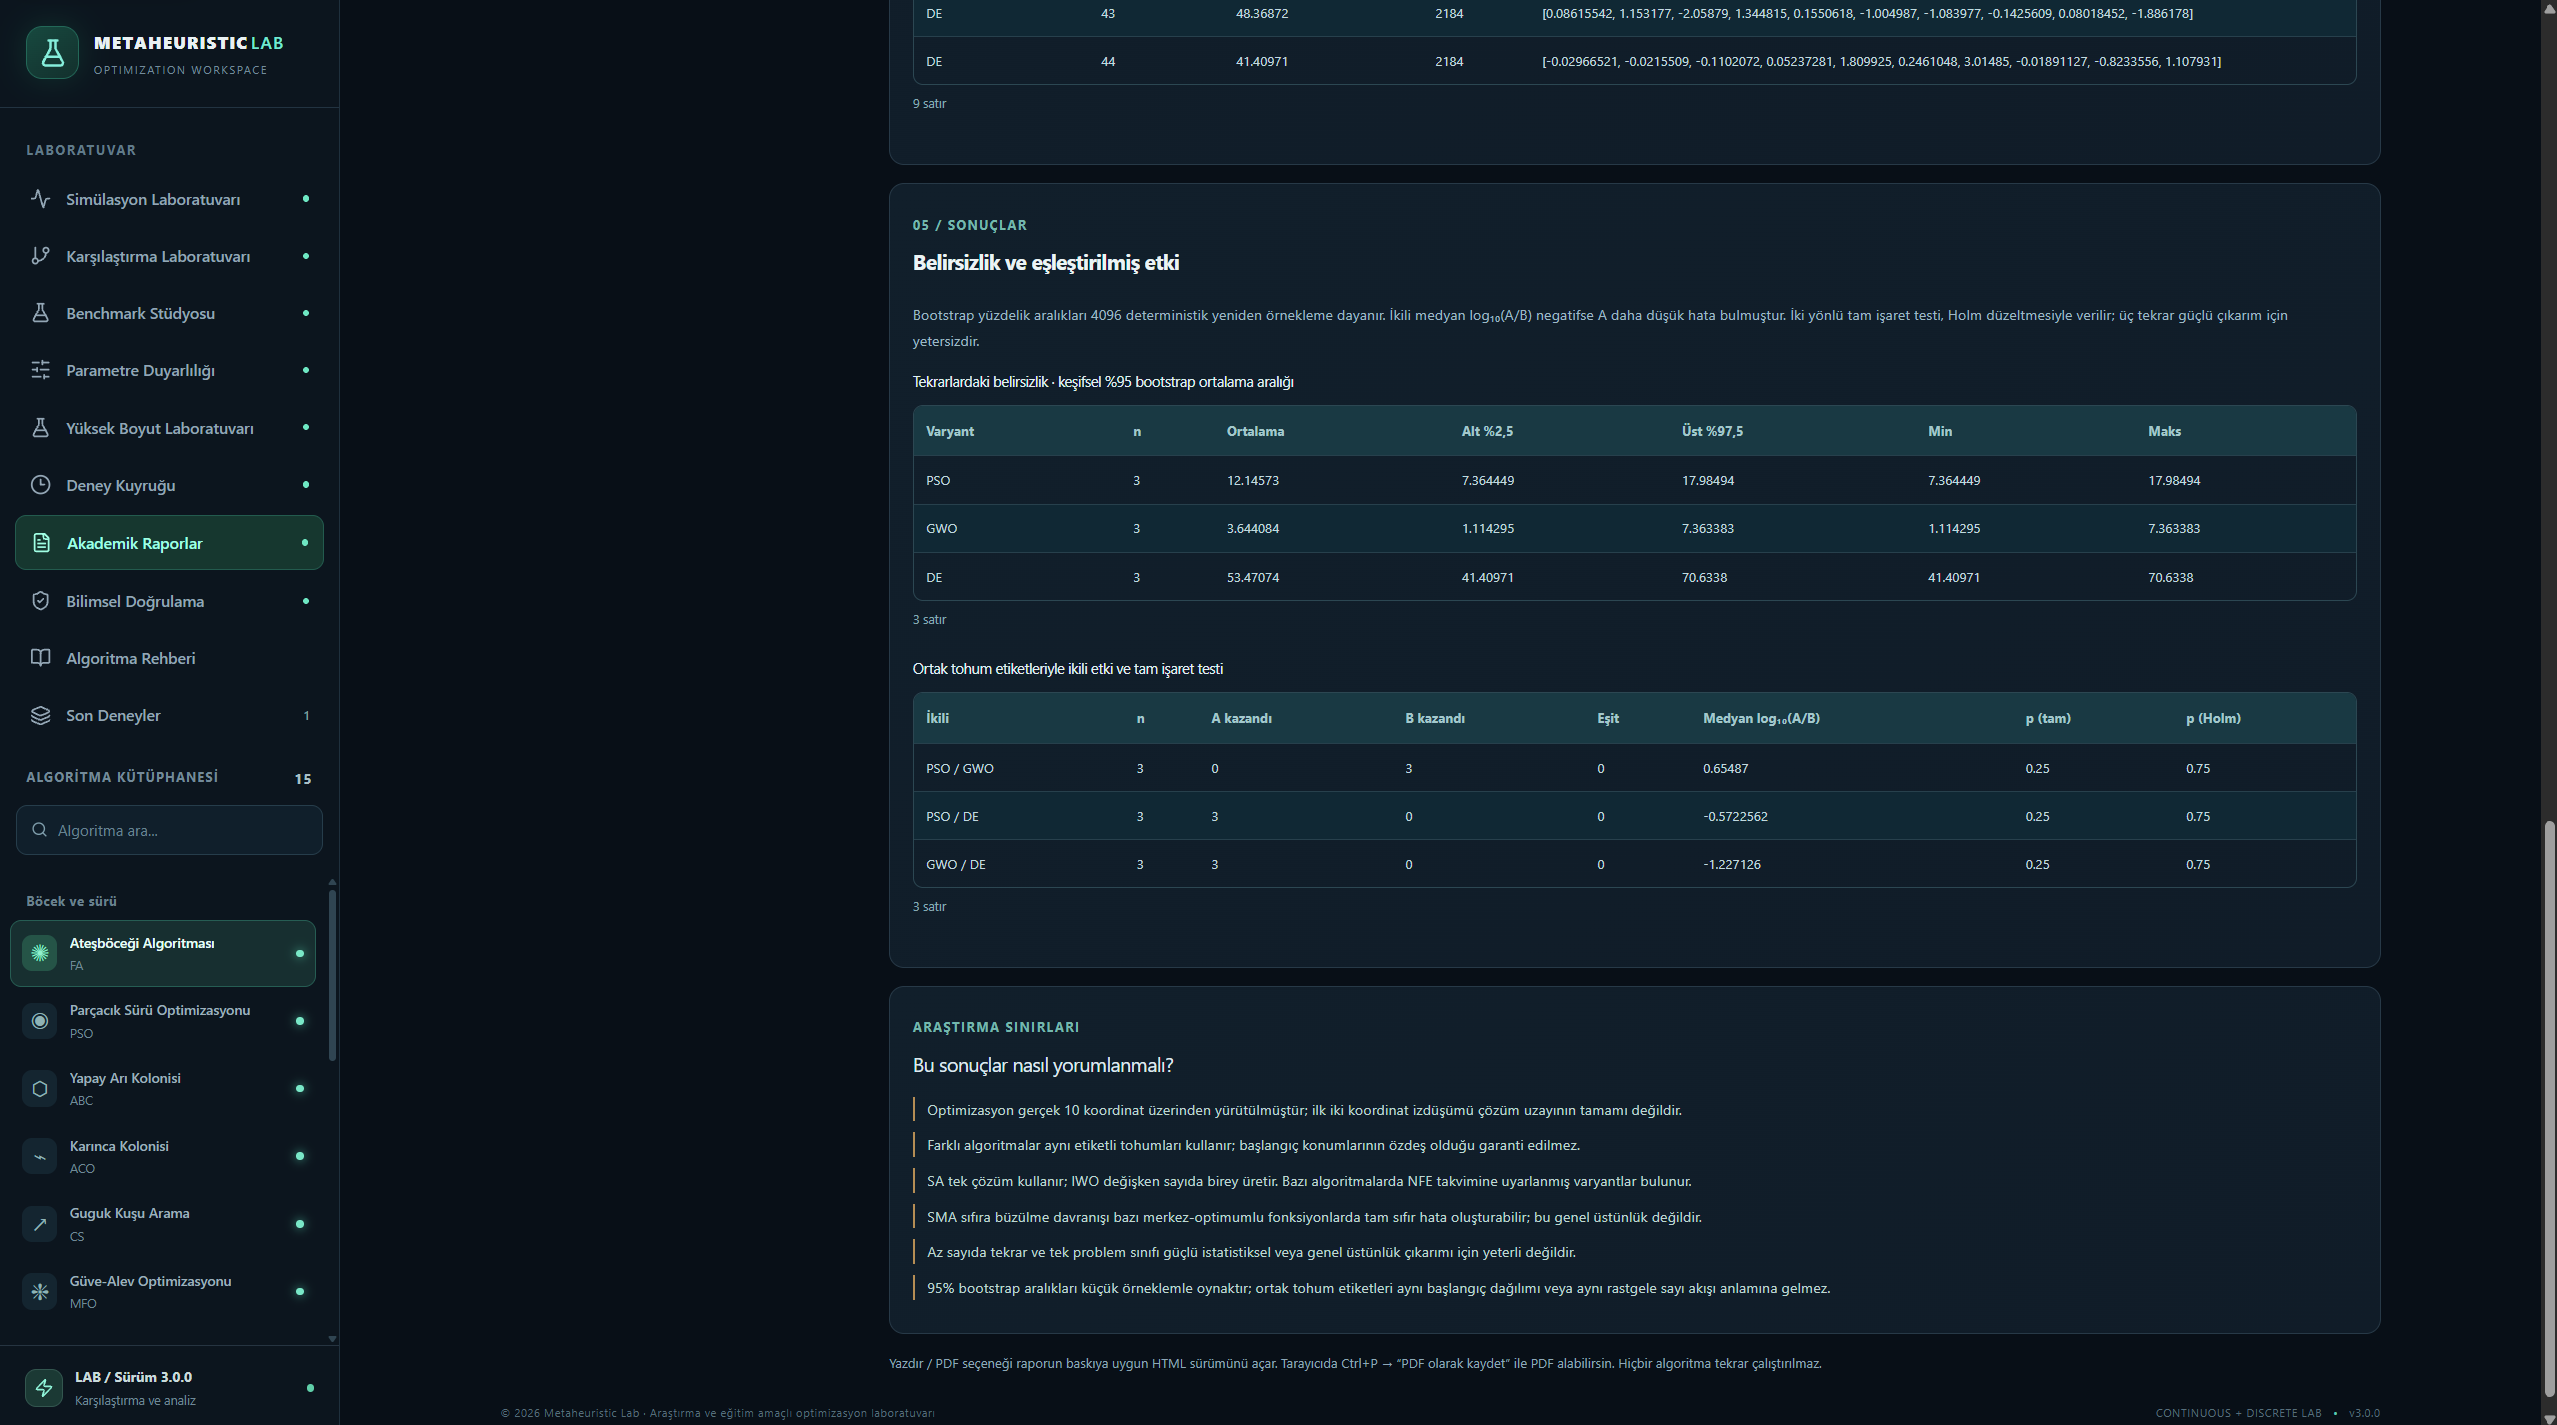 METAHEURISTIC LAB
OPTIMIZATION WORKSPACE
LABORATUVAR
Simülasyon Laboratuvarı
Karşılaştırma Laboratuvarı
Benchmark Stüdyosu
Parametre Duyarlılığı
Yüksek Boyut Laboratuvarı
Deney Kuyruğu
Akademik Raporlar
Bilimsel Doğrulama
Algoritma Rehberi
Son Deneyler 1
ALGORİTMA KÜTÜPHANESİ 15
Algoritma ara...
Böcek ve sürü
Ateşböceği Algoritması
FA
Parçacık Sürü Optimizasyonu
PSO
Yapay Arı Kolonisi
ABC
Karınca Kolonisi
ACO
Guguk Kuşu Arama
CS
Güve-Alev Optimizasyonu
MFO
LAB / Sürüm 3.0.0
Karşılaştırma ve analiz
DE 43 48.36872 2184 [0.08615542, 1.153177, -2.05879, 1.344815, 0.1550618, -1.004987, -1.083977, -0.1425609, 0.08018452, -1.886178]
DE 44 41.40971 2184 [-0.02966521, -0.0215509, -0.1102072, 0.05237281, 1.809925, 0.2461048, 3.01485, -0.01891127, -0.8233556, 1.107931]
9 satır
05 / SONUÇLAR
Belirsizlik ve eşleştirilmiş etki
Bootstrap yüzdelik aralıkları 4096 deterministik yeniden örnekleme dayanır. İkili medyan log₁₀(A/B) negatifse A daha düşük hata bulmuştur. İki yönlü tam işaret testi, Holm düzeltmesiyle verilir; üç tekrar güçlü çıkarım için
yetersizdir.
Tekrarlardaki belirsizlik · keşifsel %95 bootstrap ortalama aralığı
Varyant n Ortalama Alt %2,5 Üst %97,5 Min Maks
PSO 3 12.14573 7.364449 17.98494 7.364449 17.98494
GWO 3 3.644084 1.114295 7.363383 1.114295 7.363383
DE 3 53.47074 41.40971 70.6338 41.40971 70.6338
3 satır
Ortak tohum etiketleriyle ikili etki ve tam işaret testi
İkili n A kazandı B kazandı Eşit Medyan log₁₀(A/B) p (tam) p (Holm)
PSO / GWO 3 0 3 0 0.65487 0.25 0.75
PSO / DE 3 3 0 0 -0.5722562 0.25 0.75
GWO / DE 3 3 0 0 -1.227126 0.25 0.75
3 satır
ARAŞTIRMA SINIRLARI
Bu sonuçlar nasıl yorumlanmalı?
Optimizasyon gerçek 10 koordinat üzerinden yürütülmüştür; ilk iki koordinat izdüşümü çözüm uzayının tamamı değildir.
Farklı algoritmalar aynı etiketli tohumları kullanır; başlangıç konumlarının özdeş olduğu garanti edilmez.
SA tek çözüm kullanır; IWO değişken sayıda birey üretir. Bazı algoritmalarda NFE takvimine uyarlanmış varyantlar bulunur.
SMA sıfıra büzülme davranışı bazı merkez-optimumlu fonksiyonlarda tam sıfır hata oluşturabilir; bu genel üstünlük değildir.
Az sayıda tekrar ve tek problem sınıfı güçlü istatistiksel veya genel üstünlük çıkarımı için yeterli değildir.
95% bootstrap aralıkları küçük örneklemle oynaktır; ortak tohum etiketleri aynı başlangıç dağılımı veya aynı rastgele sayı akışı anlamına gelmez.
Yazdır / PDF seçeneği raporun baskıya uygun HTML sürümünü açar. Tarayıcıda Ctrl+P → “PDF olarak kaydet” ile PDF alabilirsin. Hiçbir algoritma tekrar çalıştırılmaz.
© 2026 Metaheuristic Lab · Araştırma ve eğitim amaçlı optimizasyon laboratuvarı
CONTINUOUS + DISCRETE LAB • v3.0.0